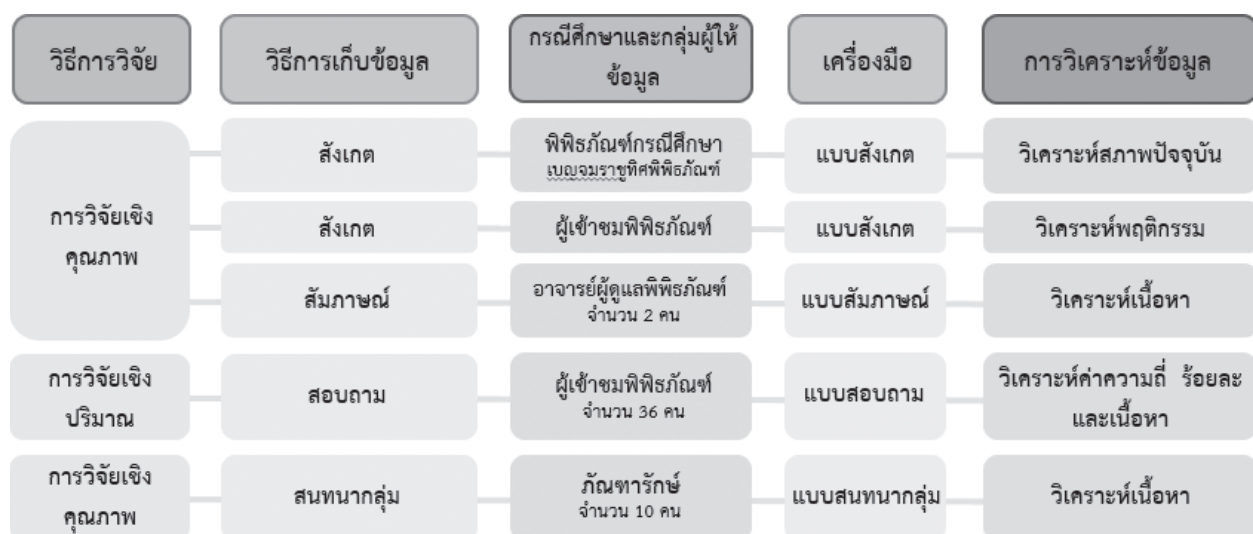 วิธีการวิจัย
วิธีการเก็บข้อมูล
กรณีศึกษาและกลุ่มผู้ให้
ข้อมูล
เครื่องมือ
การวิเคราะห์ข้อมูล
การวิจัยเชิง
คุณภาพ
สังเกต
พิพิธภัณฑ์กรณีศึกษา
เบญจมราชูทิศพิพิธภัณฑ์
แบบสังเกต
วิเคราะห์สภาพปัจจุบัน
สังเกต
ผู้เข้าชมพิพิธภัณฑ์
แบบสังเกต
วิเคราะห์พฤติกรรม
สัมภาษณ์
อาจารย์ผู้ดูแลพิพิธภัณฑ์
จำนวน 2 คน
แบบสัมภาษณ์
วิเคราะห์เนื้อหา
การวิจัยเชิง
ปริมาณ
สอบถาม
ผู้เข้าชมพิพิธภัณฑ์
จำนวน 36 คน
แบบสอบถาม
วิเคราะห์ค่าความถี่ ร้อยละ
และเนื้อหา
การวิจัยเชิง
คุณภาพ
สนทนากลุ่ม
ภัณฑารักษ์
จำนวน 10 คน
แบบสนทนากลุ่ม
วิเคราะห์เนื้อหา